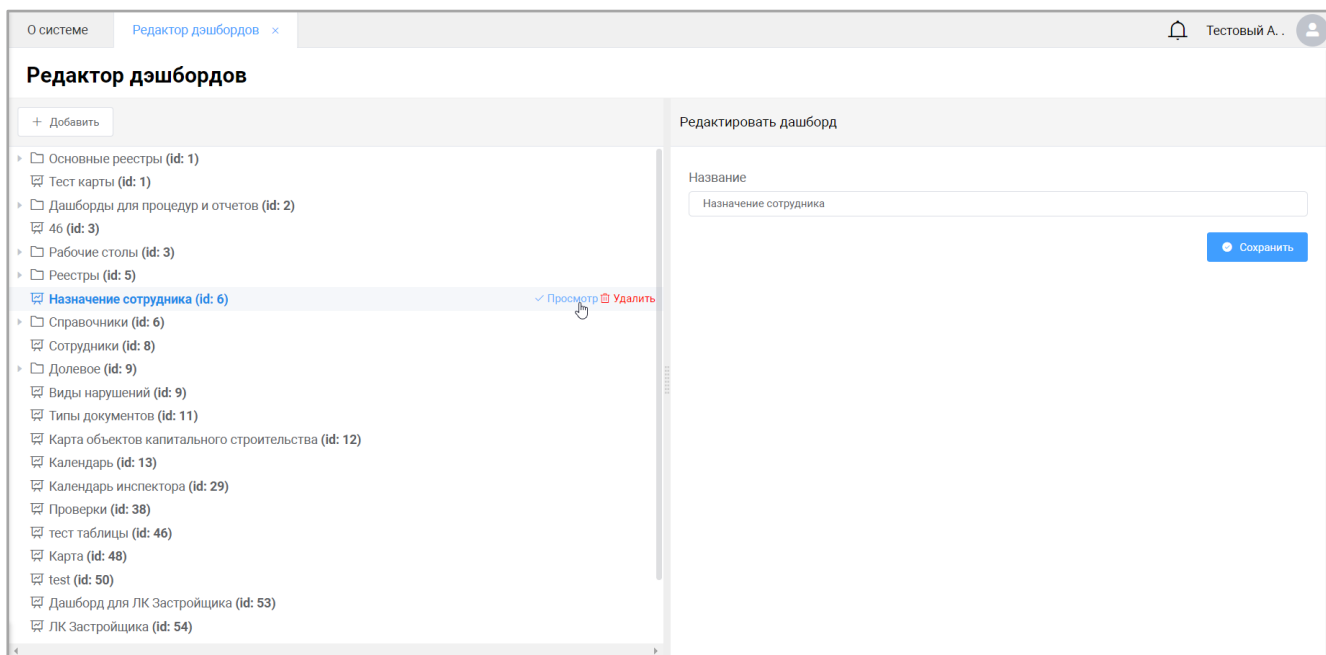 О системе
Редактор дэшбордов ×
Тестовый А. .
Редактор дэшбордов
+ Добавить
Редактировать дашборд
Основные реестры (id: 1)
Тест карты (id: 1)
Дашборды для процедур и отчетов (id: 2)
46 (id: 3)
Рабочие столы (id: 3)
Реестры (id: 5)
Назначение сотрудника (id: 6)
Просмотр
Удалить
Справочники (id: 6)
Сотрудники (id: 8)
Долевое (id: 9)
Виды нарушений (id: 9)
Типы документов (id: 11)
Карта объектов капитального строительства (id: 12)
Календарь (id: 13)
Календарь инспектора (id: 29)
Проверки (id: 38)
тест таблицы (id: 46)
Карта (id: 48)
test (id: 50)
Дашборд для ЛК Застройщика (id: 53)
ЛК Застройщика (id: 54)
Название
Назначение сотрудника
Сохранить